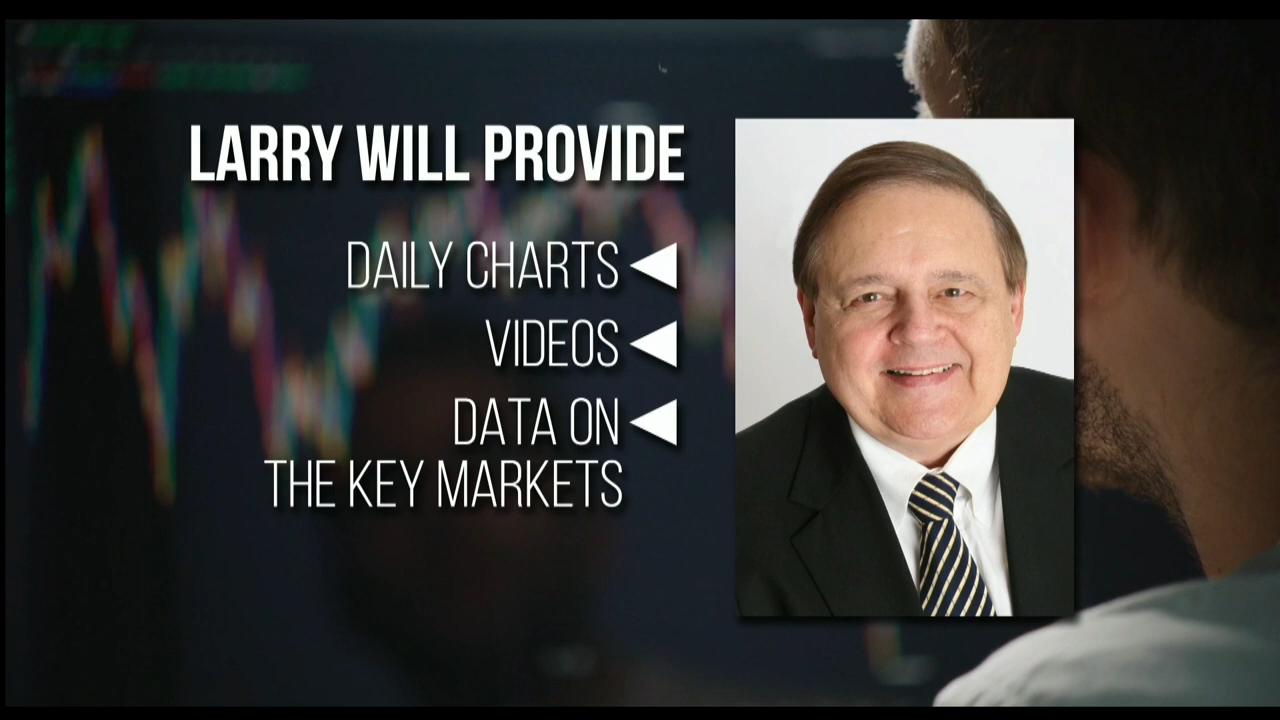 LARRY WILL PROVIDE
DAILY CHARTS
VIDEOS
DATA ON
THE KEY MARKETS